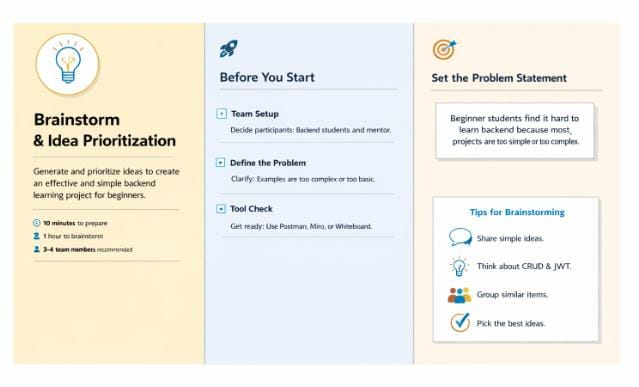 Brainstorm
& Idea Prioritization
Generate and prioritize ideas to create
an effective and simple backend
learning project for beginners.
10 minutes to prepare
1 hour to brainstorm
3–4 team members recommended
Before You Start
Team Setup
Decide participants: Backend students and mentor.
Define the Problem
Clarify: Examples are too complex or too basic.
Tool Check
Get ready: Use Postman, Miro, or Whiteboard.
Set the Problem Statement
Beginner students find it hard to
learn backend because most,
projects are too simple or too complex.
Tips for Brainstorming
Share simple ideas.
Think about CRUD & JWT.
Group similar items.
Pick the best ideas.